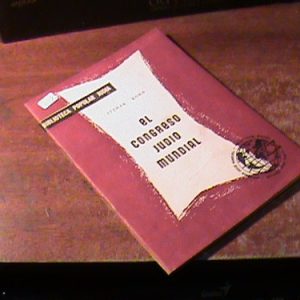 BIBLIOTECA POPULAR JUDIA
el
CONGRESO
JUDIO
MUNDIAL